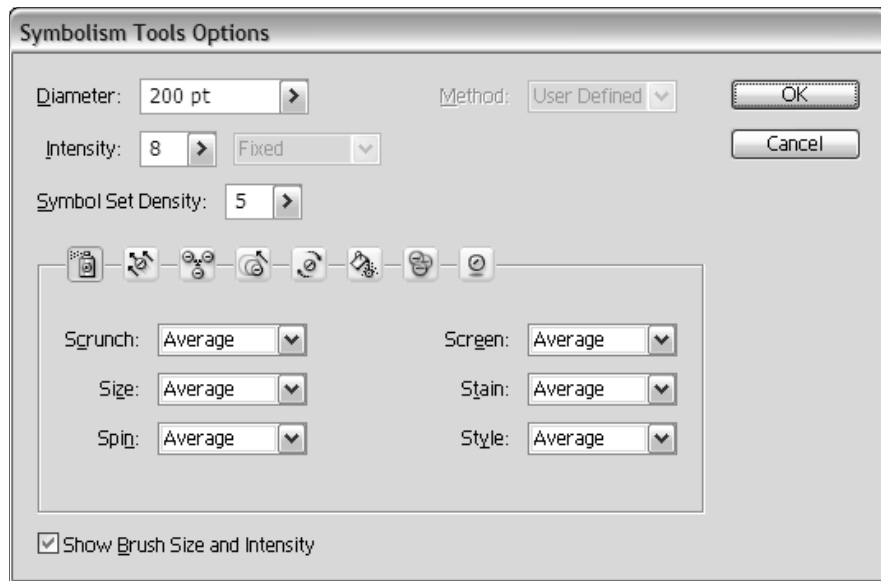 Symbolism Tools Options
Diameter: 200 pt Method: User Defined OK
Intensity: 8 Fixed Cancel
Symbol Set Density: 5
Scrunch: Average Screen: Average
Size: Average Stain: Average
Spin: Average Style: Average
Show Brush Size and Intensity